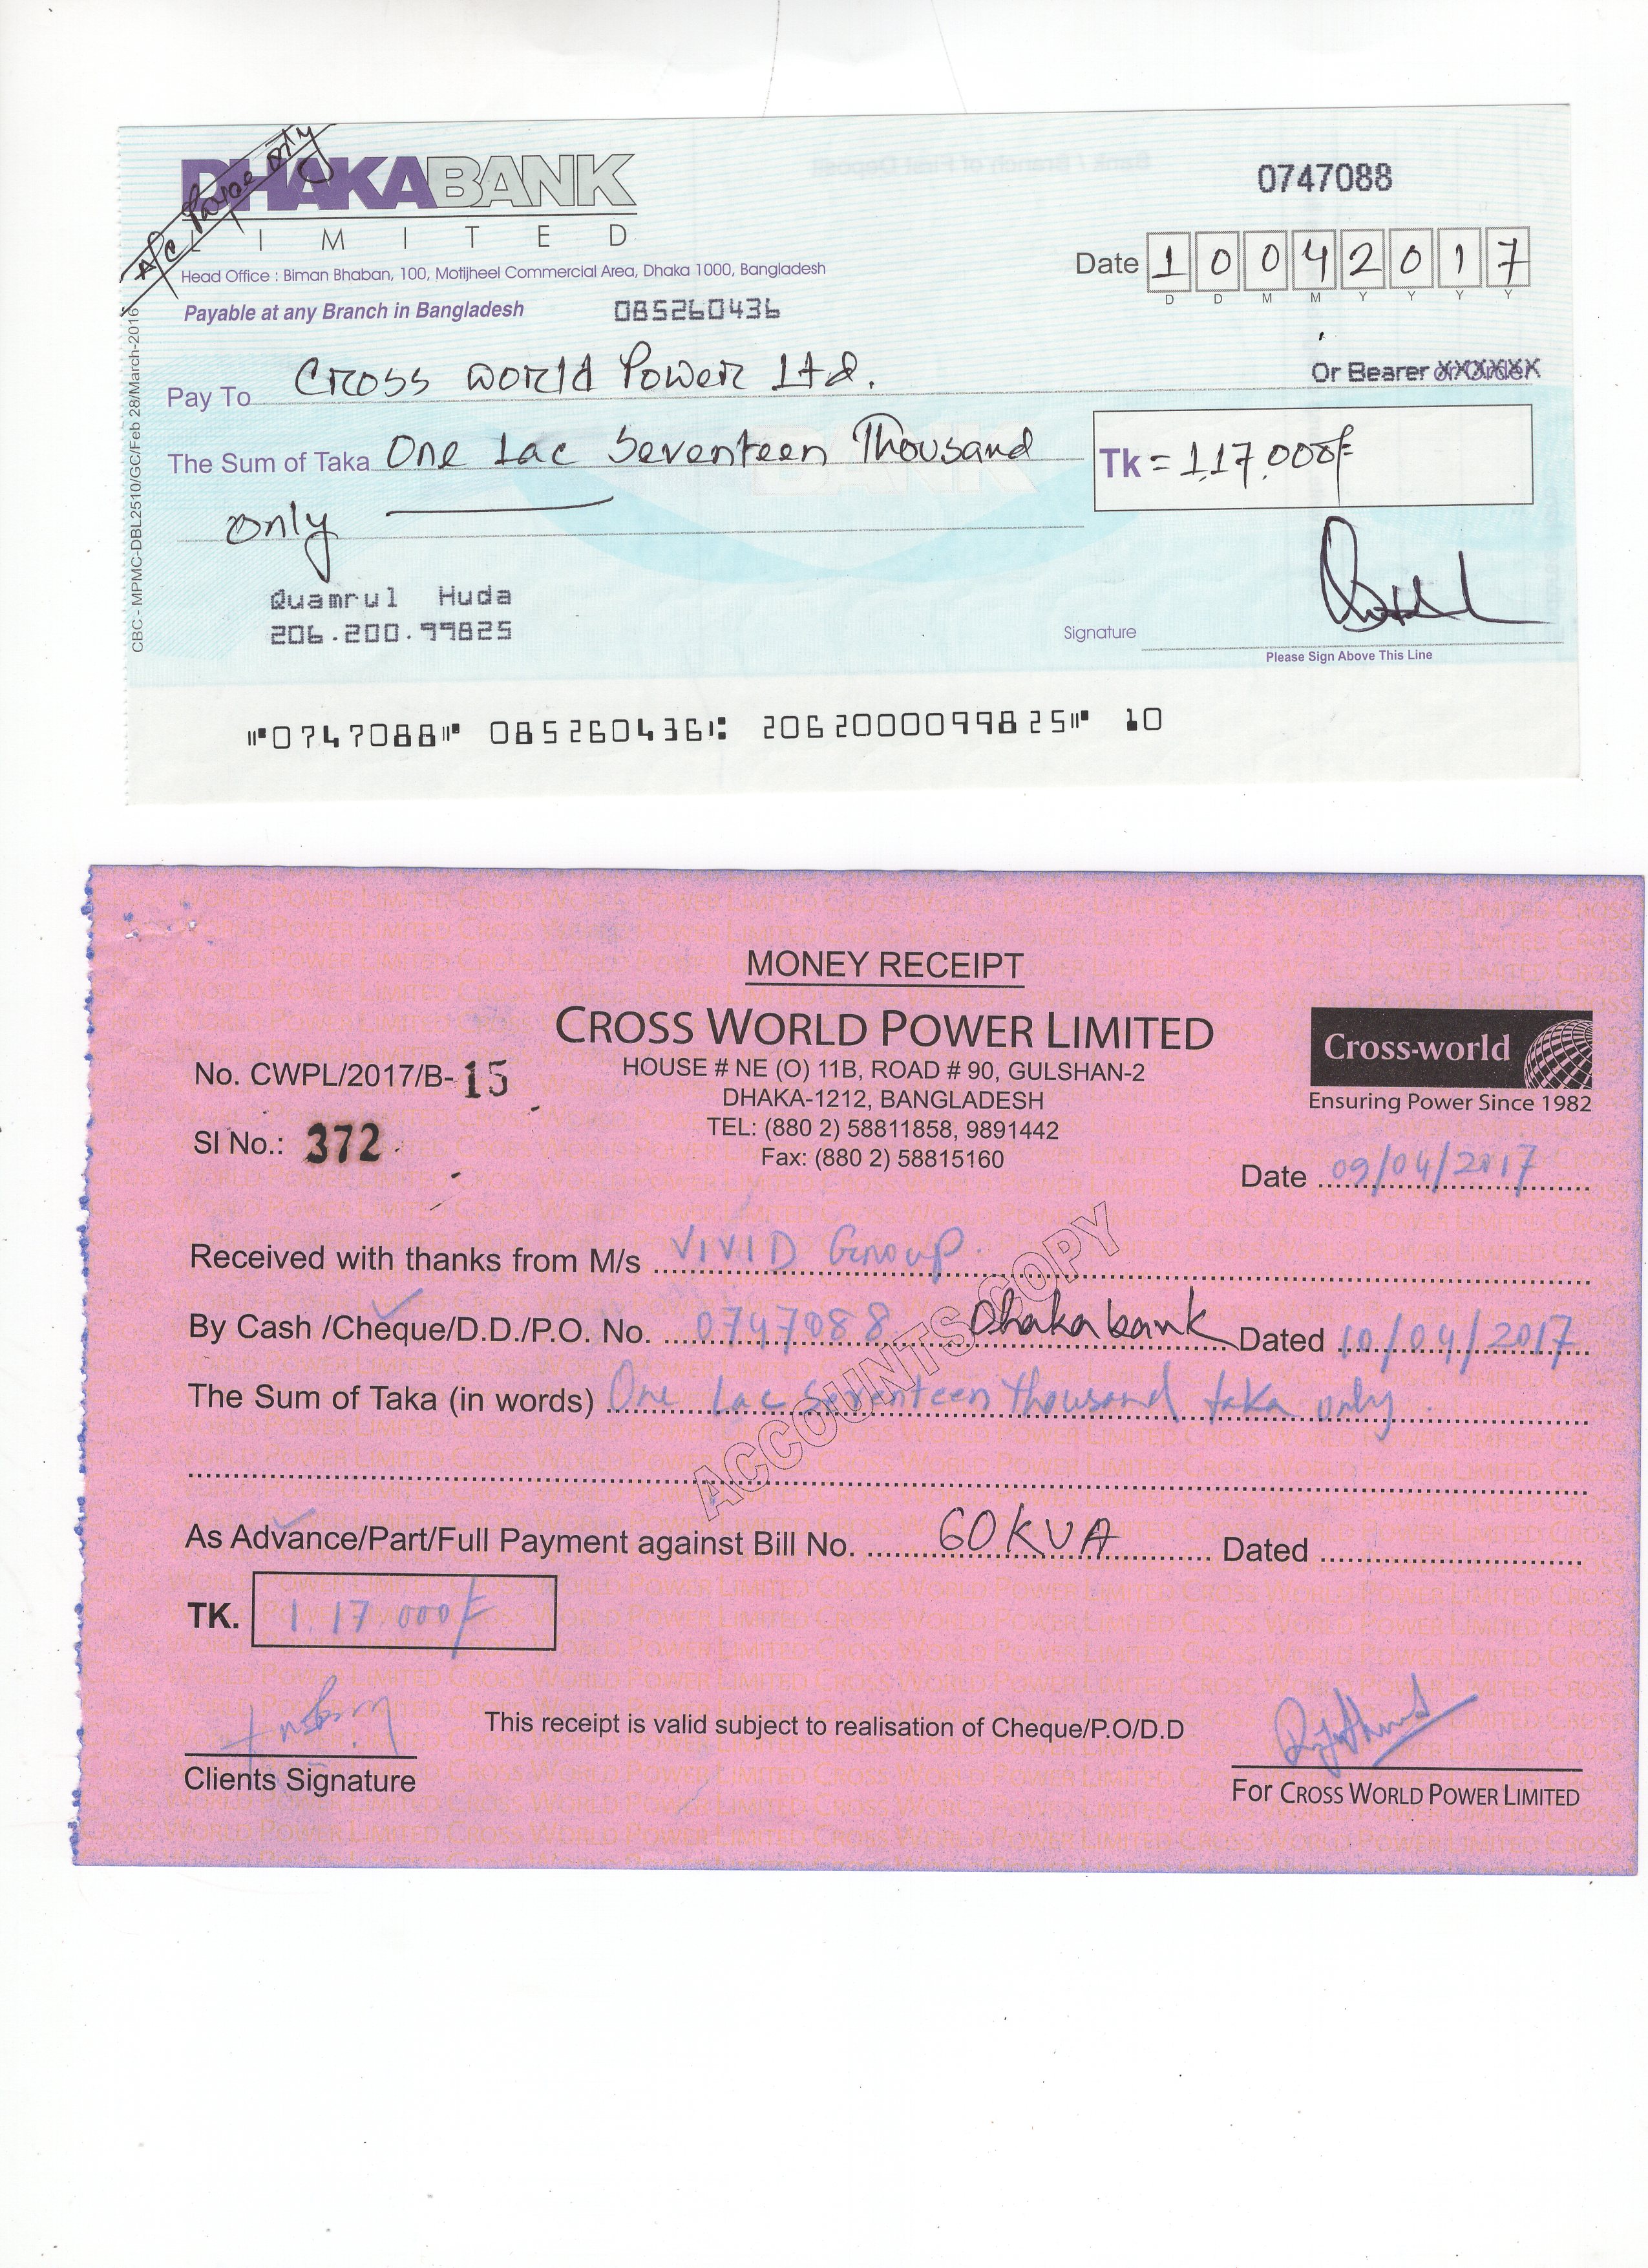 A/C Payee Only
DHAKA BANK
LIMITED
0747088
Head Office : Biman Bhaban, 100, Motijheel Commercial Area, Dhaka 1000, Bangladesh
Date 10042017
D D M M Y Y Y Y
Payable at any Branch in Bangladesh 085260436
CBC - MPMC-DBL2510/GC/Feb 28/March-2016
Pay To Cross World Power Ltd. Or Bearer
The Sum of Taka One Lac Seventeen Thousand Tk = 1,17,000/=
only
Quamrul Huda
206.200.99825
Signature
Please Sign Above This Line
⑈0747088⑈ 085260436⑆ 2062000099825⑈ 10
MONEY RECEIPT
CROSS WORLD POWER LIMITED
Cross-world
Ensuring Power Since 1982
No. CWPL/2017/B-15
HOUSE # NE (O) 11B, ROAD # 90, GULSHAN-2
DHAKA-1212, BANGLADESH
TEL: (880 2) 58811858, 9891442
Fax: (880 2) 58815160
Sl No.: 372
Date 09/04/2017
Received with thanks from M/s VIVID Group.
By Cash /Cheque/D.D./P.O. No. 0747088 Dhaka bank Dated 10/04/2017
The Sum of Taka (in words) One Lac Seventeen Thousand taka only.
ACCOUNTS COPY
As Advance/Part/Full Payment against Bill No. 60 KVA Dated
TK. 1,17,000/=
This receipt is valid subject to realisation of Cheque/P.O/D.D
Clients Signature
For CROSS WORLD POWER LIMITED